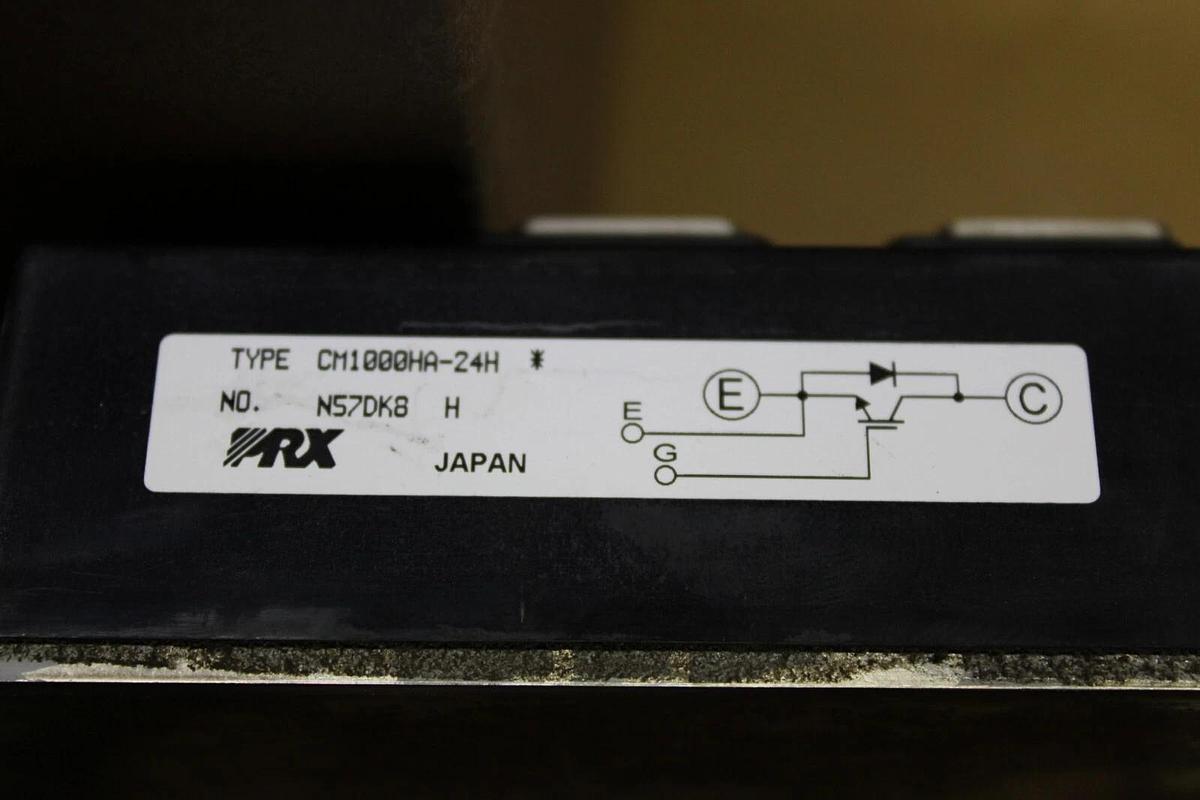 TYPE CM1000HA-24H *
NO. N57DK8 H
PRX JAPAN
E C
E
G